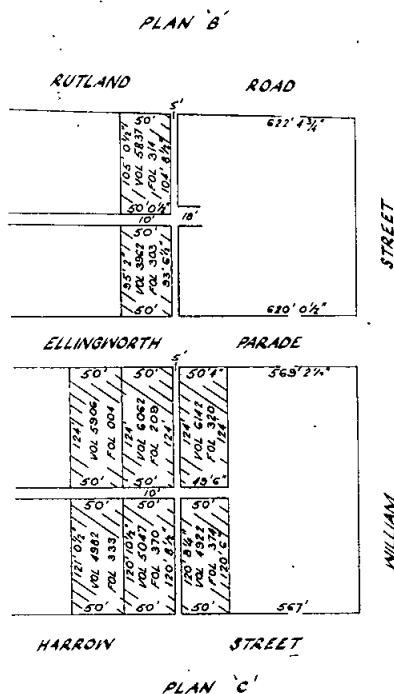 PLAN 'B'
RUTLAND ROAD
5'
50' 622' 4¾"
105' 0½"
VOL 5837
FOL 314
104' 8½"
50' 0½"
10' 18'
50'
95' 2"
VOL 3962
FOL 303
93' 6½"
50' 620' 0½"
STREET
ELLINGWORTH PARADE
5'
50' 50' 50'4" 569' 2½"
124'
VOL 5906
FOL 004
124'
VOL 6062
FOL 209
124'
124'
VOL 6142
FOL 320
124'
50' 50' 49'6"
10'
50' 50' 50'
121' 0½"
VOL 4982
FOL 333
120' 10½"
VOL 5047
FOL 370
120' 8½"
120' 8¼"
VOL 4922
FOL 374
120' 6"
50' 50' 50' 567'
WILLIAM
HARROW STREET
PLAN 'C'